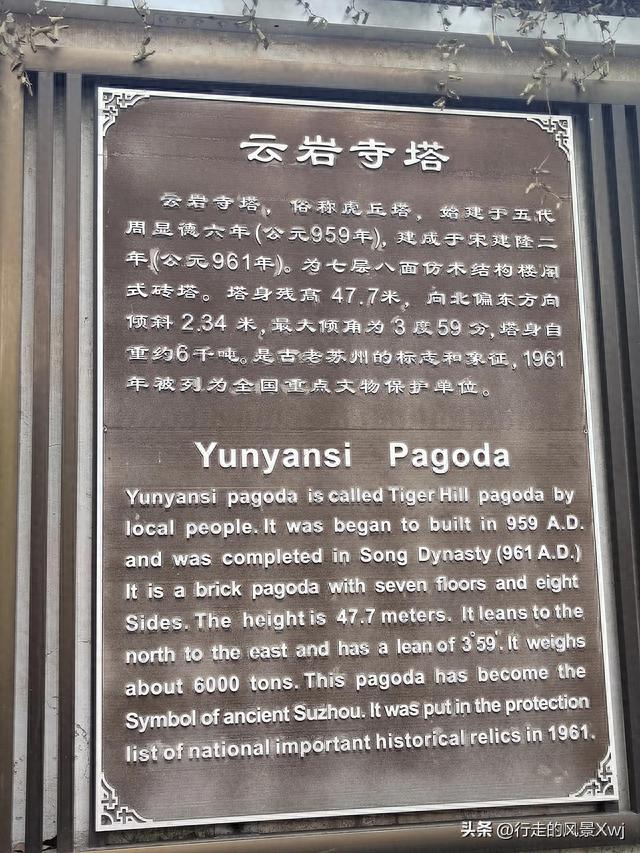 云岩寺塔
云岩寺塔，俗称虎丘塔，始建于五代
周显德六年(公元959年)，建成于宋建隆二
年(公元961年)。为七层八面仿木结构楼阁
式砖塔。塔身残高 47.7米，向北偏东方向
倾斜 2.34 米,最大倾角为 3 度59 分,塔身自
重约6千吨。是古老苏州的标志和象征,1961
年被列为全国重点文物保护单位。
Yunyansi Pagoda
Yunyansi pagoda is called Tiger Hill pagoda by
local people. It was began to built in 959 A.D.
and was completed in Song Dynasty (961 A.D.)
It is a brick pagoda with seven floors and eight
Sides. The height is 47.7 meters. It leans to the
north to the east and has a lean of 3°59'. It weighs
about 6000 tons. This pagoda has become the
Symbol of ancient Suzhou. It was put in the protection
list of national important historical relics in 1961.
头条 @行走的风景Xwj